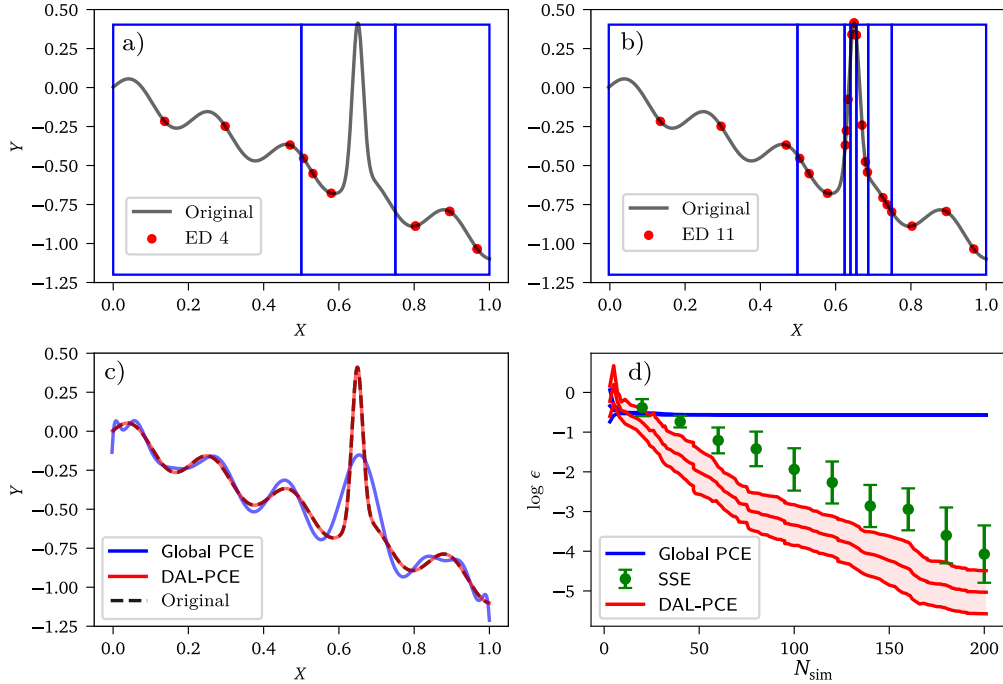 a)
0.50
0.25
0.00
−0.25
−0.50
−0.75
−1.00
−1.25
Y
Original
ED 4
0.0 0.2 0.4 0.6 0.8 1.0
X
b)
0.50
0.25
0.00
−0.25
−0.50
−0.75
−1.00
−1.25
Y
Original
ED 11
0.0 0.2 0.4 0.6 0.8 1.0
X
c)
0.50
0.25
0.00
−0.25
−0.50
−0.75
−1.00
−1.25
Y
Global PCE
DAL-PCE
Original
0.0 0.2 0.4 0.6 0.8 1.0
X
d)
0
−1
−2
−3
−4
−5
log ϵ
Global PCE
SSE
DAL-PCE
0 50 100 150 200
N_sim